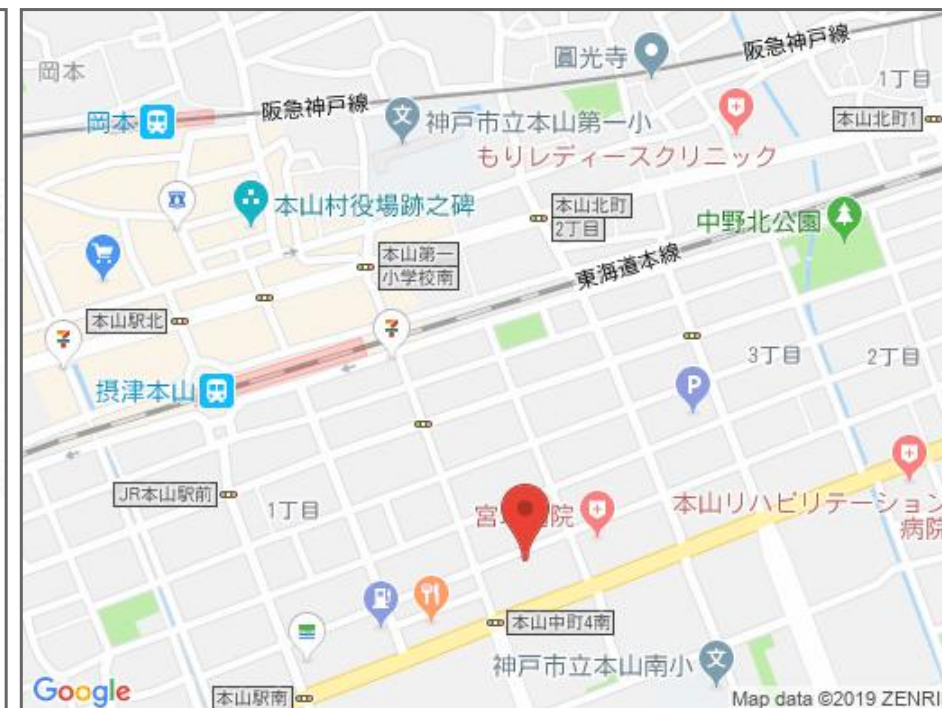 圓光寺
阪急神戸線
岡本
1丁目
阪急神戸線
岡本
神戸市立本山第一小
本山北町1
もりレディースクリニック
本山村役場跡之碑
本山北町
2丁目
中野北公園
本山第一
小学校南
東海道本線
本山駅北
3丁目
2丁目
摂津本山
P
JR本山駅前
1丁目
宮
院
本山リハビリテーション
病院
本山中町4南
神戸市立本山南小
文
文
Google
本山駅南
Map data ©2019 ZENRI